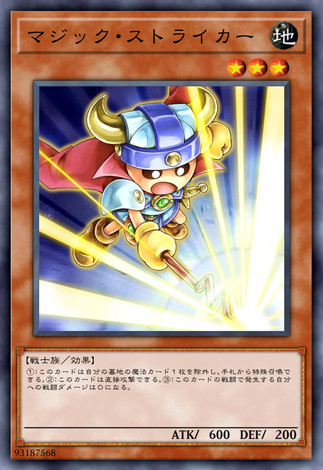 マジック・ストライカー
地
【戦士族／効果】
①：このカードは自分の墓地の魔法カード１枚を除外し、手札から特殊召喚で
きる。②：このカードは直接攻撃できる。③：このカードの戦闘で発生する自分
への戦闘ダメージは０になる。
ATK/ 600 DEF/ 200
93187568